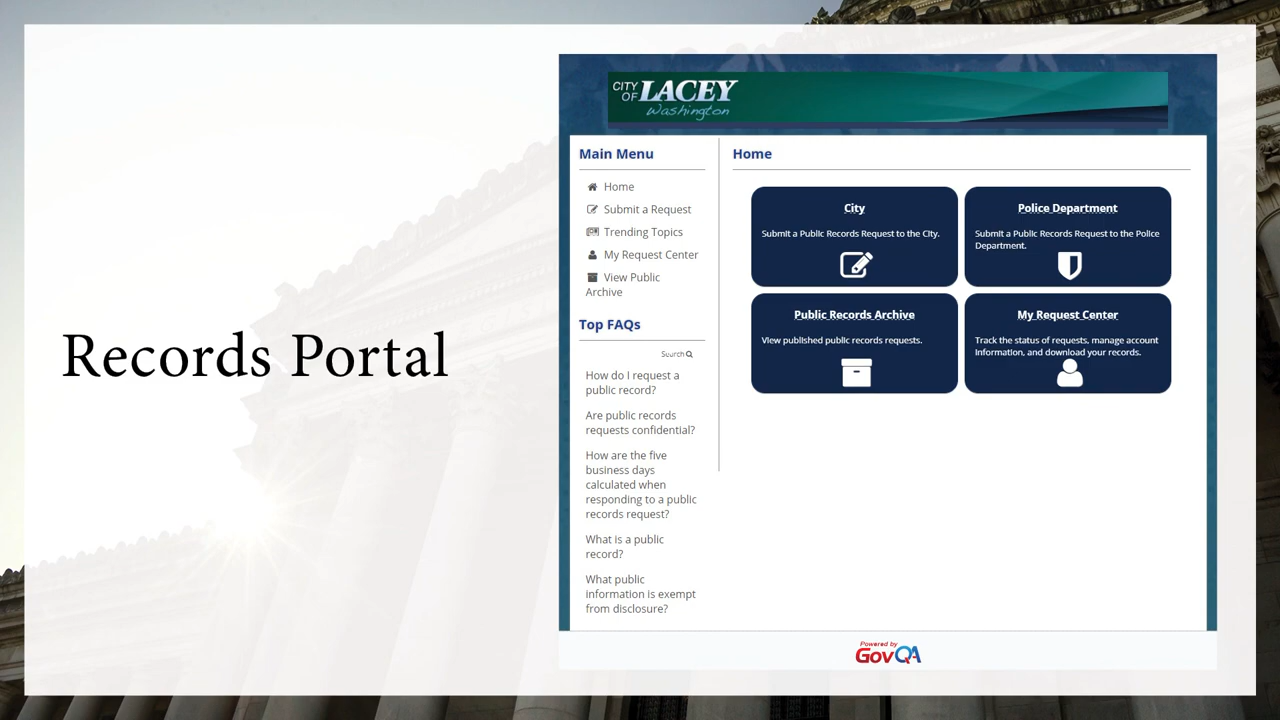 Records Portal
CITY
OF LACEY
Washington
Main Menu
Home
Submit a Request
Trending Topics
My Request Center
View Public
Archive
Top FAQs
Search
How do I request a
public record?
Are public records
requests confidential?
How are the five
business days
calculated when
responding to a public
records request?
What is a public
record?
What public
information is exempt
from disclosure?
Home
City
Submit a Public Records Request to the City.
Police Department
Submit a Public Records Request to the Police
Department.
Public Records Archive
View published public records requests.
My Request Center
Track the status of requests, manage account
information, and download your records.
Powered by
GovQA